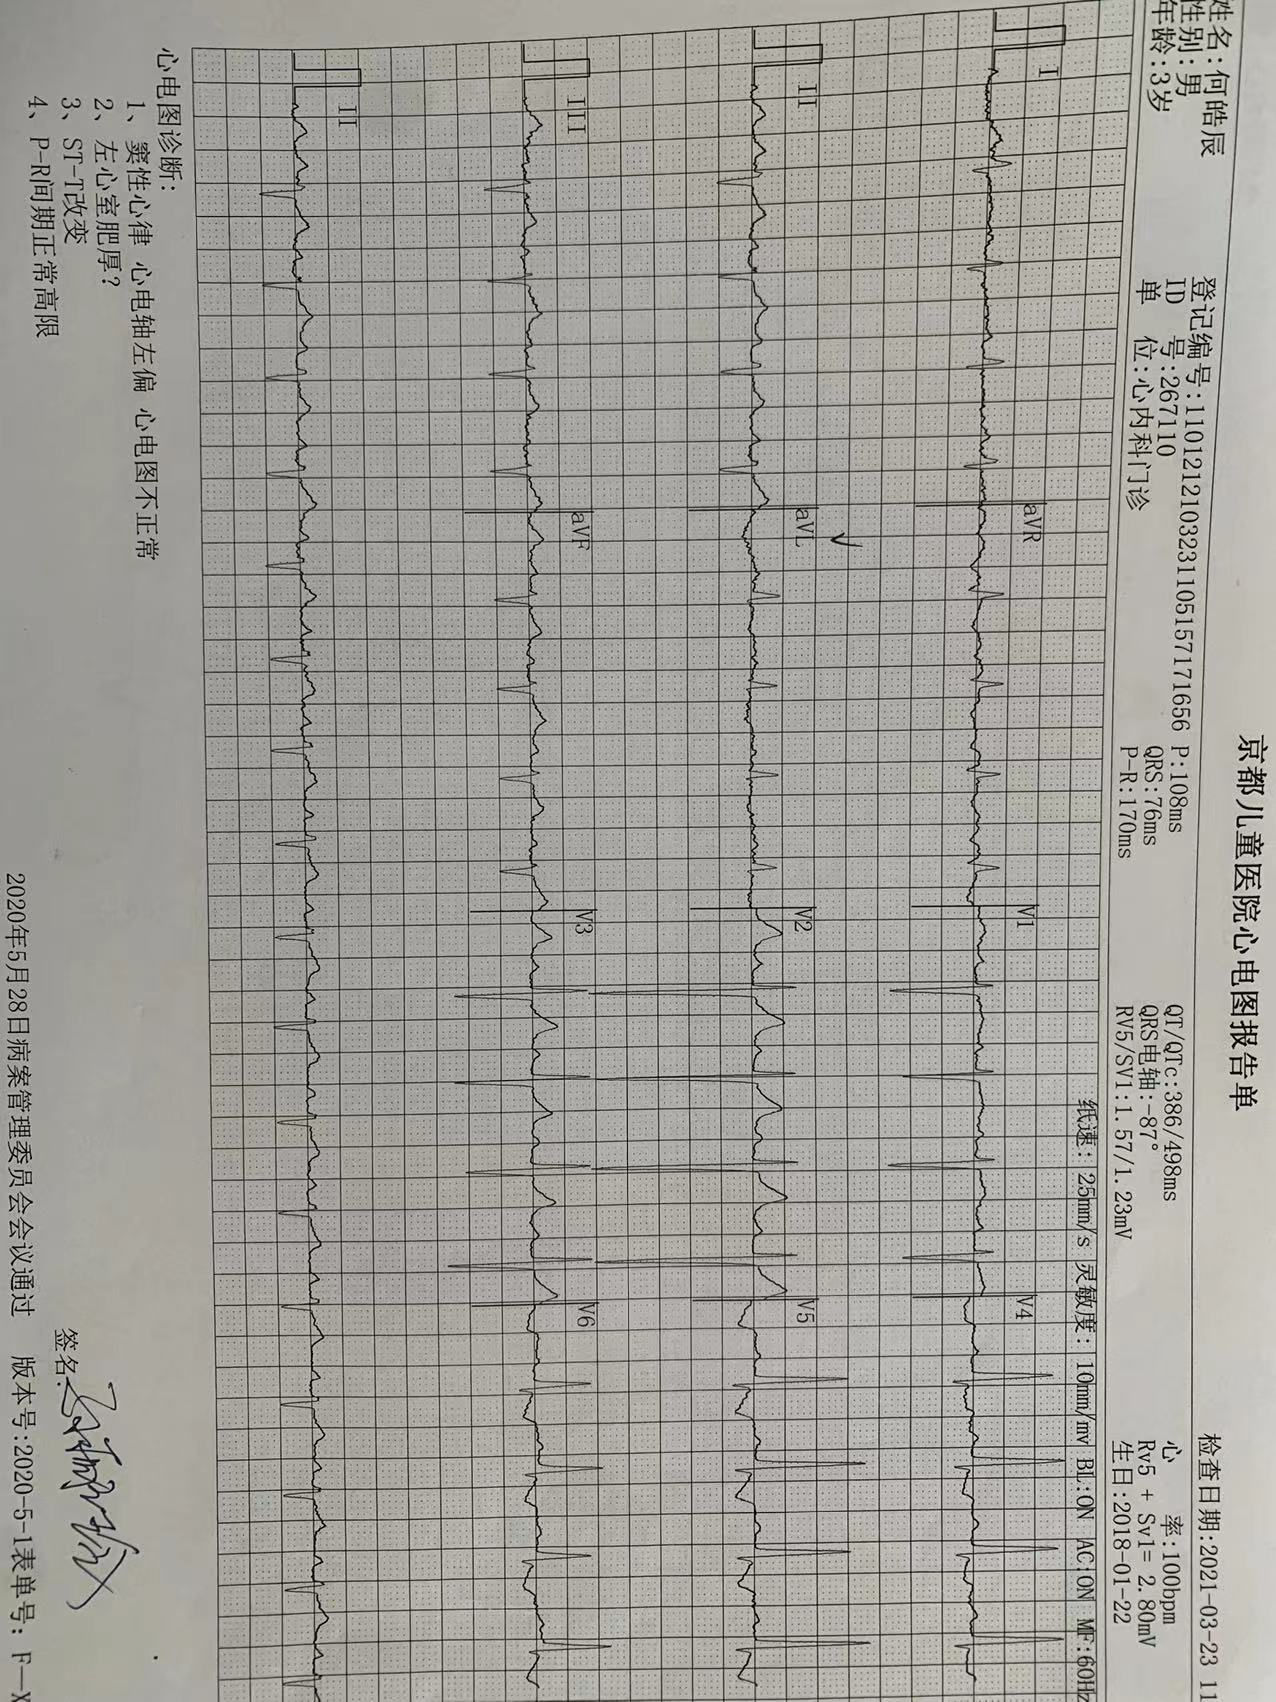 京都儿童医院心电图报告单
姓名:何皓辰
性别:男
年龄:3岁
登记编号:1101212103231105157171656
ID 号:267110
单 位:心内科门诊
P:108ms
QRS:76ms
P-R:170ms
QT/QTc:386/498ms
QRS电轴:-87°
RV5/SV1:1.57/1.23mV
检查日期:2021-03-23 11
心 率:100bpm
Rv5 + Sv1= 2.80mV
生日:2018-01-22
纸速: 25mm/s 灵敏度: 10mm/mv BL:ON AC:ON MF:60Hz
I
aVR
V1
V4
II
aVL
V2
V5
III
aVF
V3
V6
II
心电图诊断:
1、窦性心律 心电轴左偏 心电图不正常
2、左心室肥厚?
3、ST-T改变
4、P-R间期正常高限
签名:
2020年5月28日病案管理委员会会议通过 版本号:2020-5-1表单号: F—X